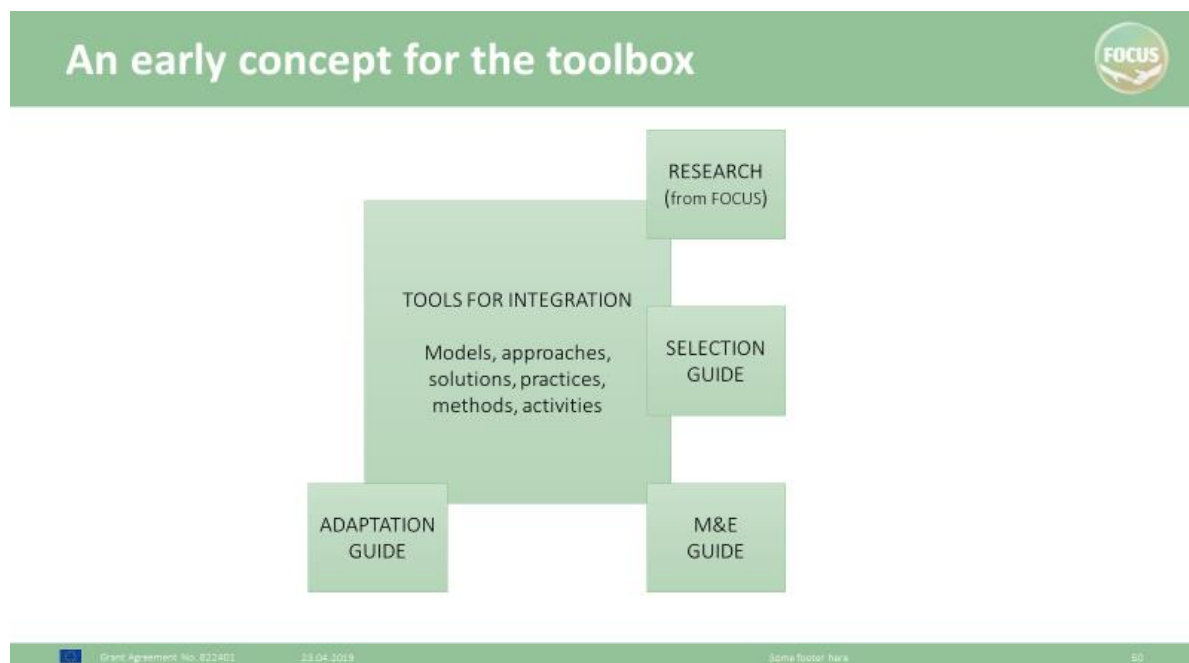 An early concept for the toolbox
FOCUS
RESEARCH
(from FOCUS)
TOOLS FOR INTEGRATION
Models, approaches,
solutions, practices,
methods, activities
SELECTION
GUIDE
ADAPTATION
GUIDE
M&E
GUIDE
Grant Agreement No. 822401
23.04.2019
Some footer here
50